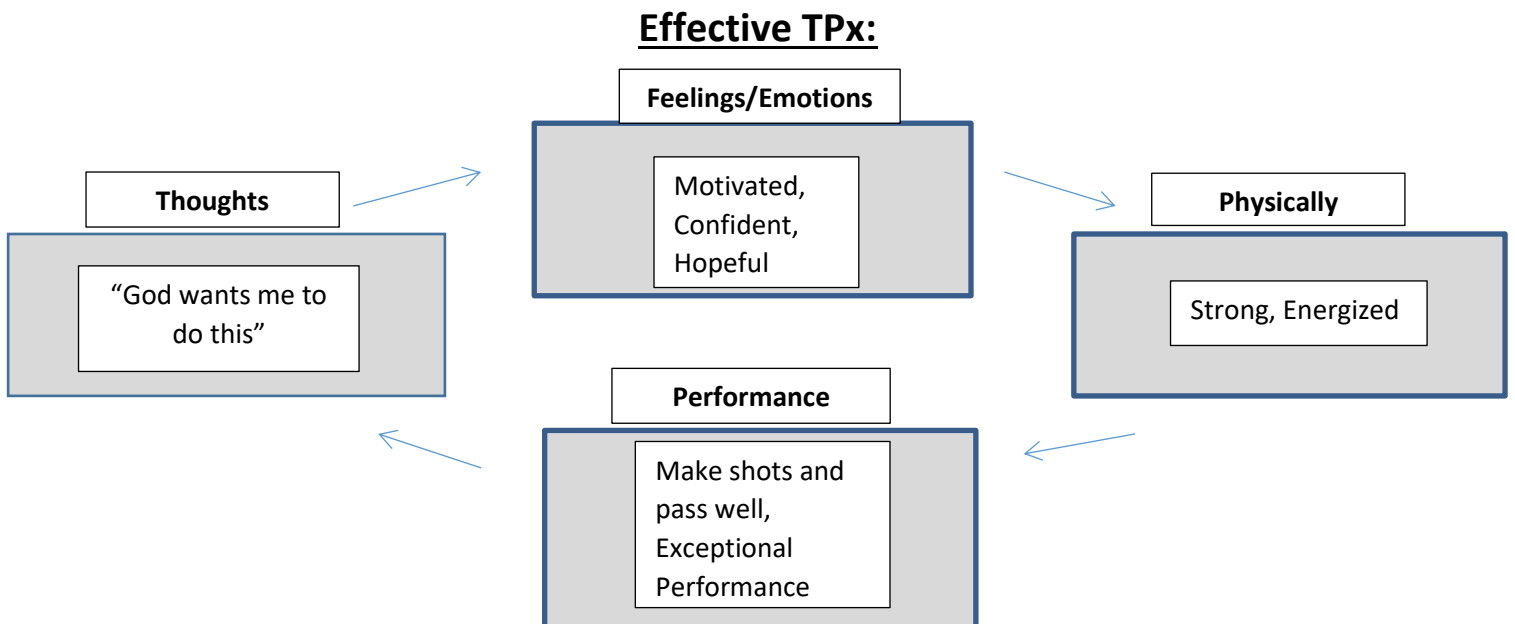 Effective TPx:
Feelings/Emotions
Motivated,
Confident,
Hopeful
Thoughts
“God wants me to
do this”
Physically
Strong, Energized
Performance
Make shots and
pass well,
Exceptional
Performance